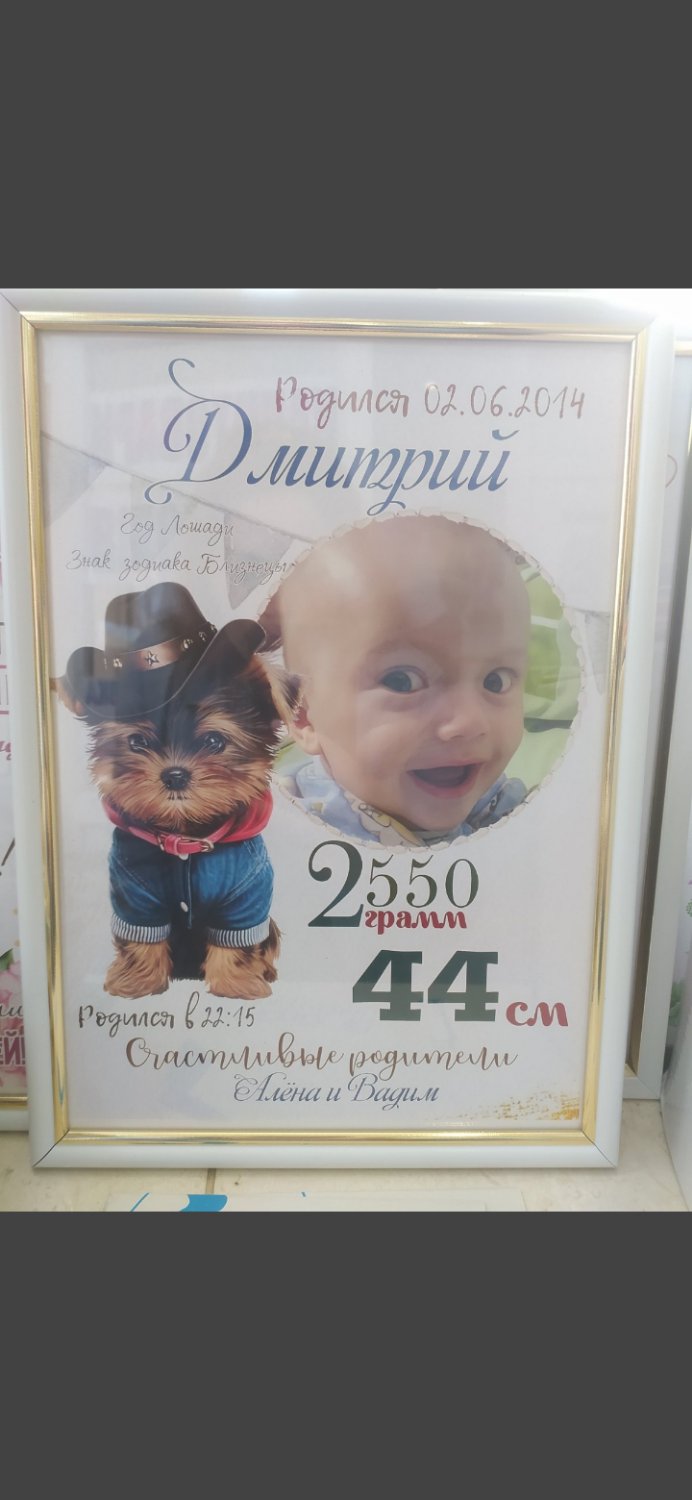 Родился 02.06.2014
Дмитрий
Год Лошади
Знак зодиака Близнецы
2550
грамм
44 см
Родился в 22:15
Счастливые родители
Алёна и Вадим